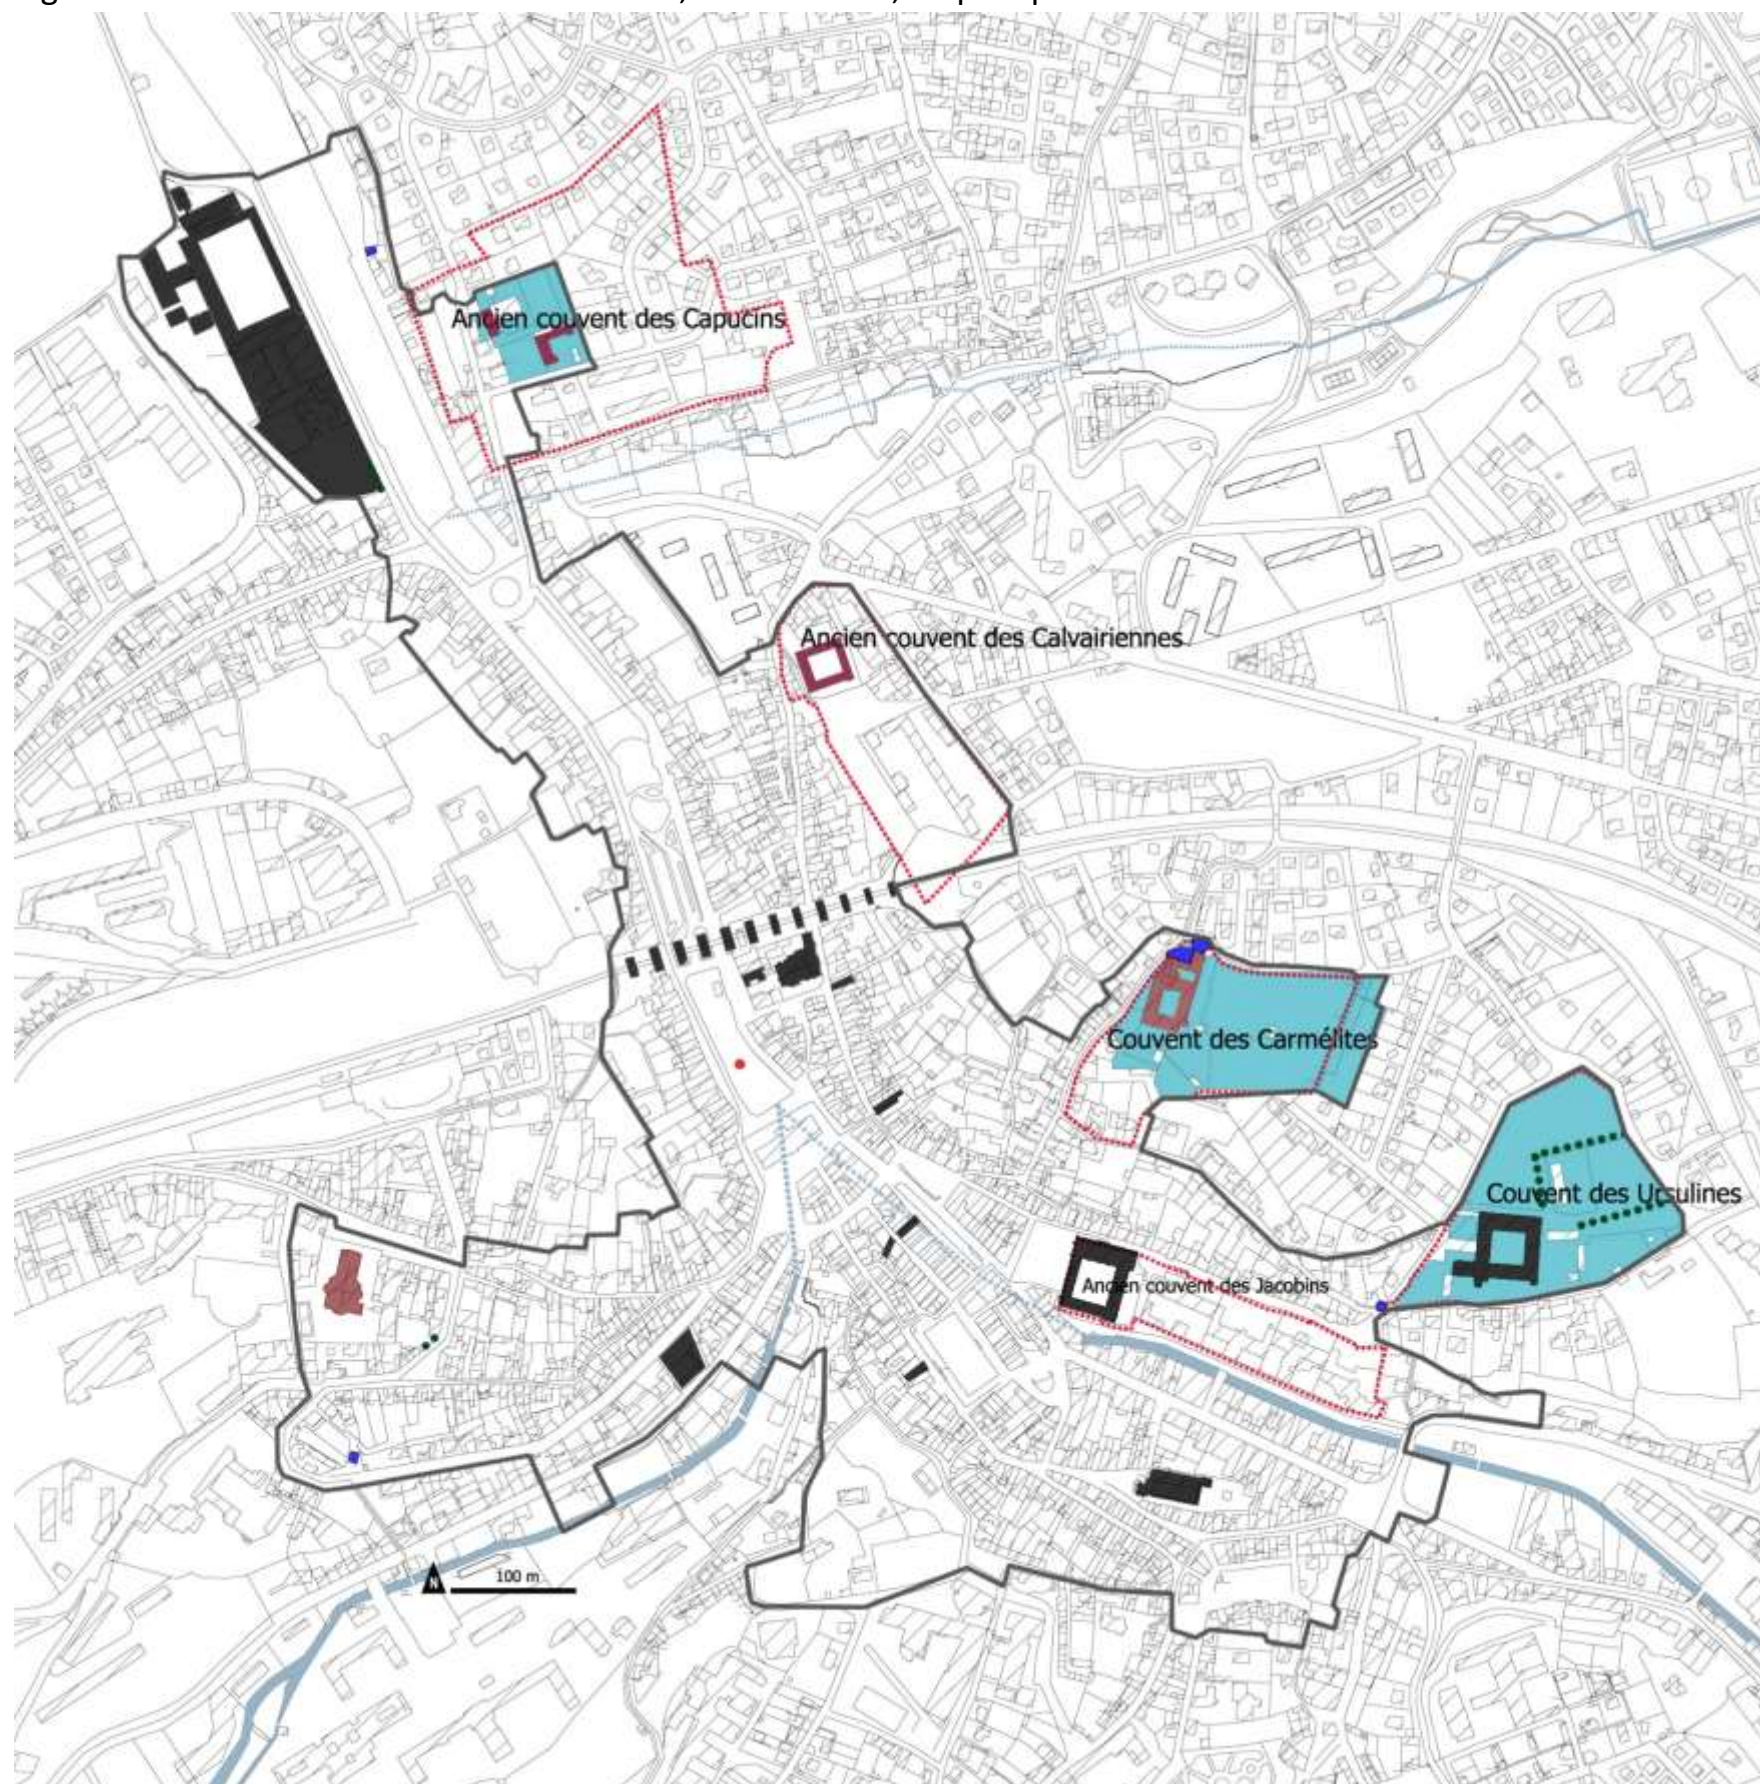 Ancien couvent des Capucins
Ancien couvent des Calvairiennes
Couvent des Carmélites
Couvent des Ursulines
Ancien couvent des Jacobins
N
100 m